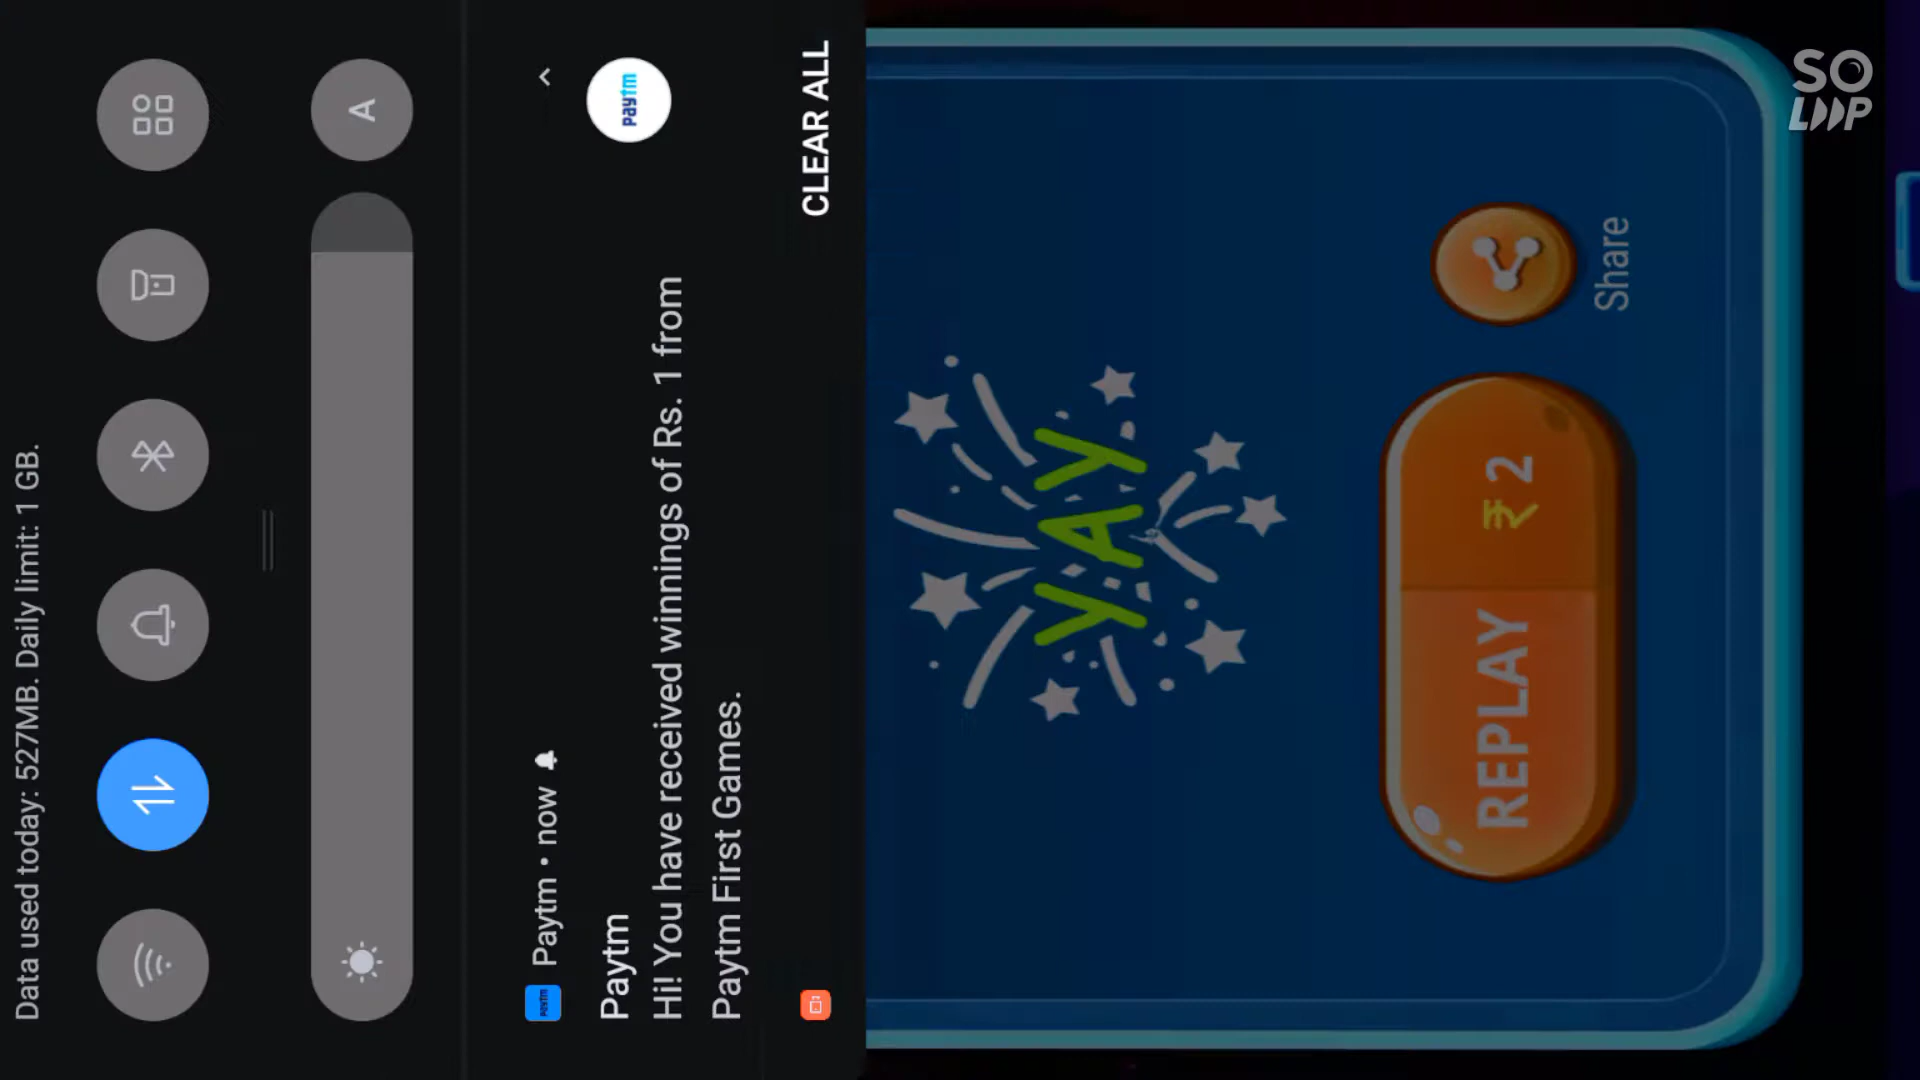 Data used today: 527MB. Daily limit: 1 GB.
A
Paytm • now
paytm
Paytm
Hi! You have received winnings of Rs. 1 from
Paytm First Games.
paytm
CLEAR ALL
YAY
REPLAY ₹ 2
Share
SO
LOOP